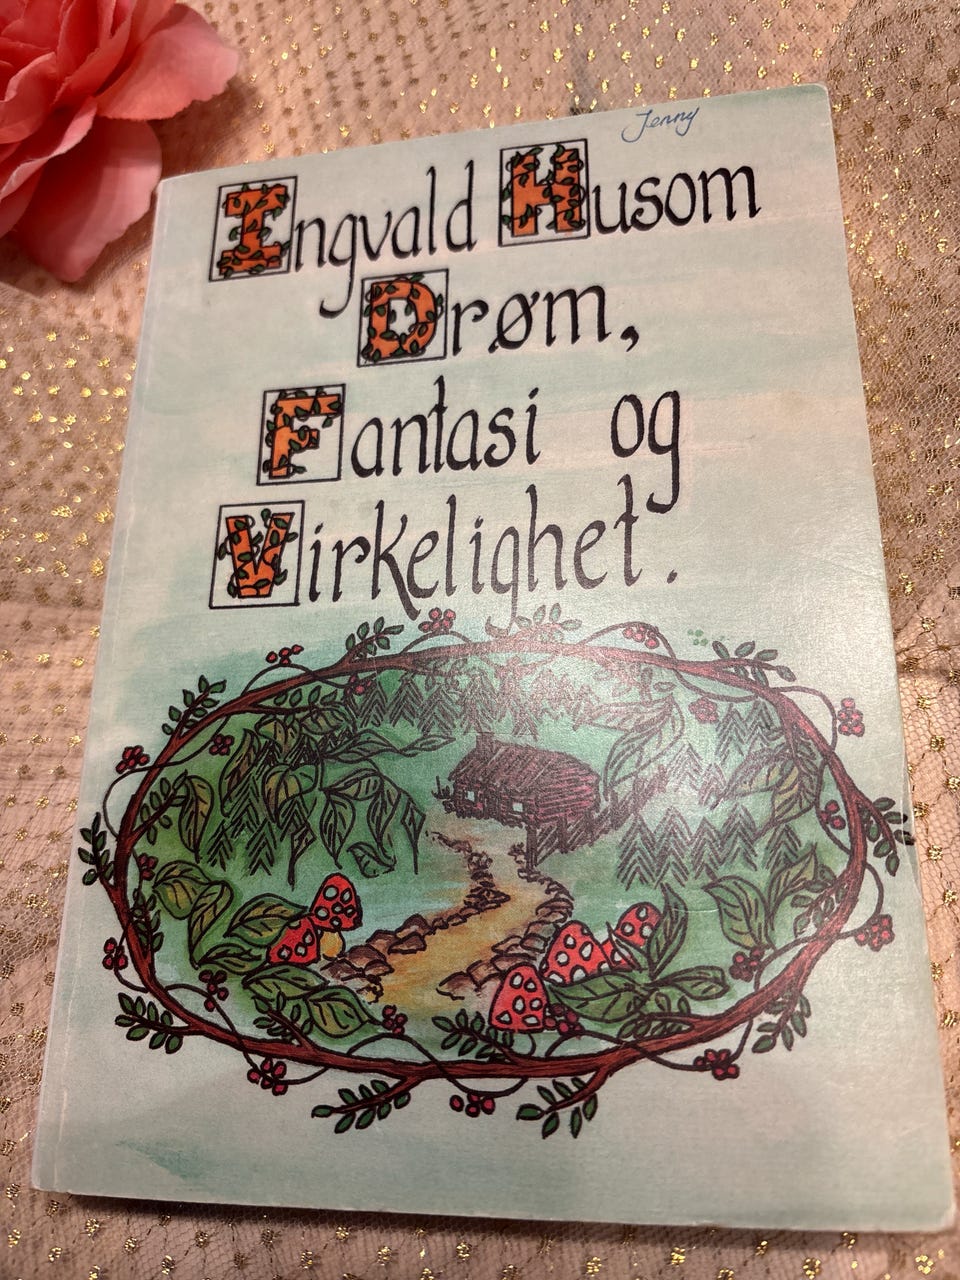 Jenny
Ingvald Husom
Drøm,
Fantasi og
Virkelighet.